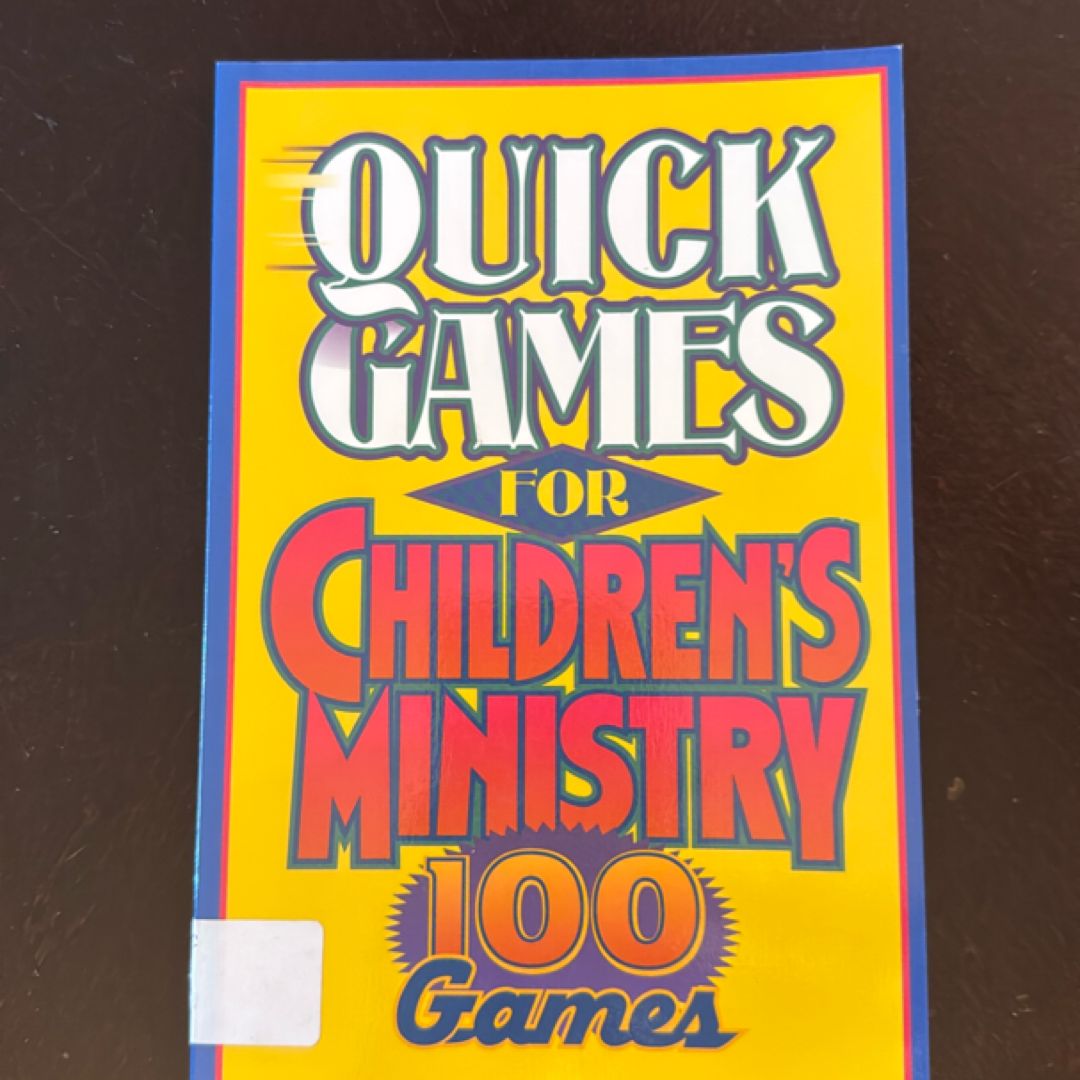 QUICK
GAMES
FOR
CHILDREN'S
MINISTRY
100
Games